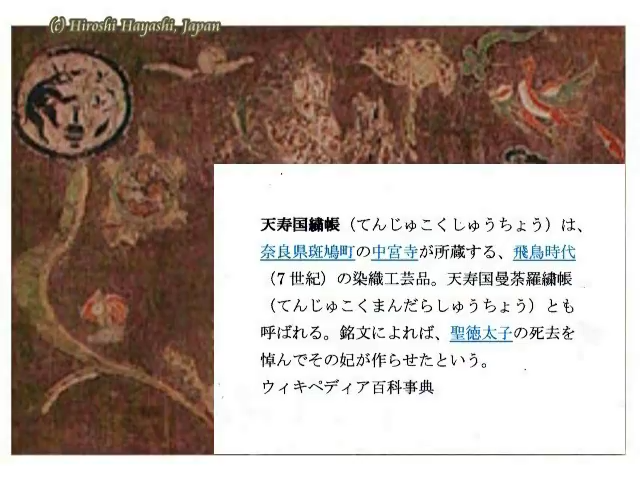 (c) Hiroshi Hayashi, Japan
天寿国繡帳（てんじゅこくしゅうちょう）は、
奈良県斑鳩町の中宮寺が所蔵する、飛鳥時代
（7 世紀）の染織工芸品。天寿国曼荼羅繡帳
（てんじゅこくまんだらしゅうちょう）とも
呼ばれる。銘文によれば、聖徳太子の死去を
悼んでその妃が作らせたという。
ウィキペディア百科事典